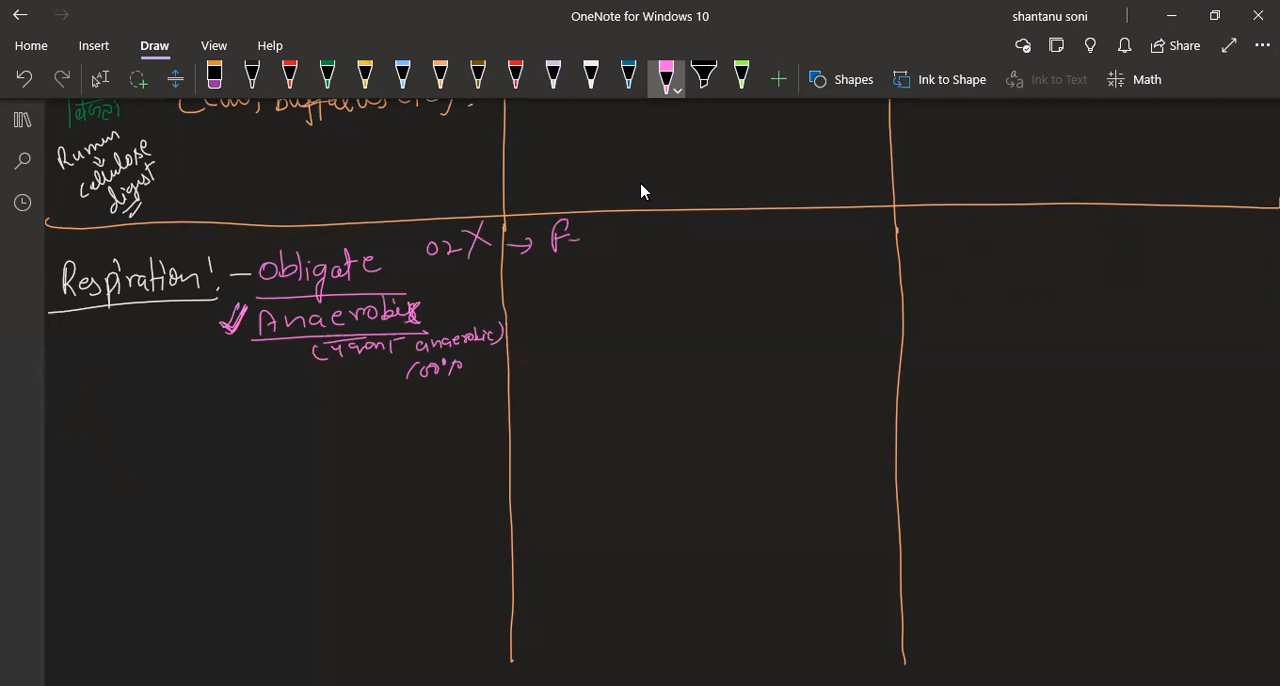 OneNote for Windows 10
shantanu soni
Home Insert Draw View Help
Share
Shapes
Ink to Shape
Ink to Text
Math
Rumen
cellulose
digest
Respiration! - Obligate
O2 X → F
Anaerobic
anaerobic)
100%